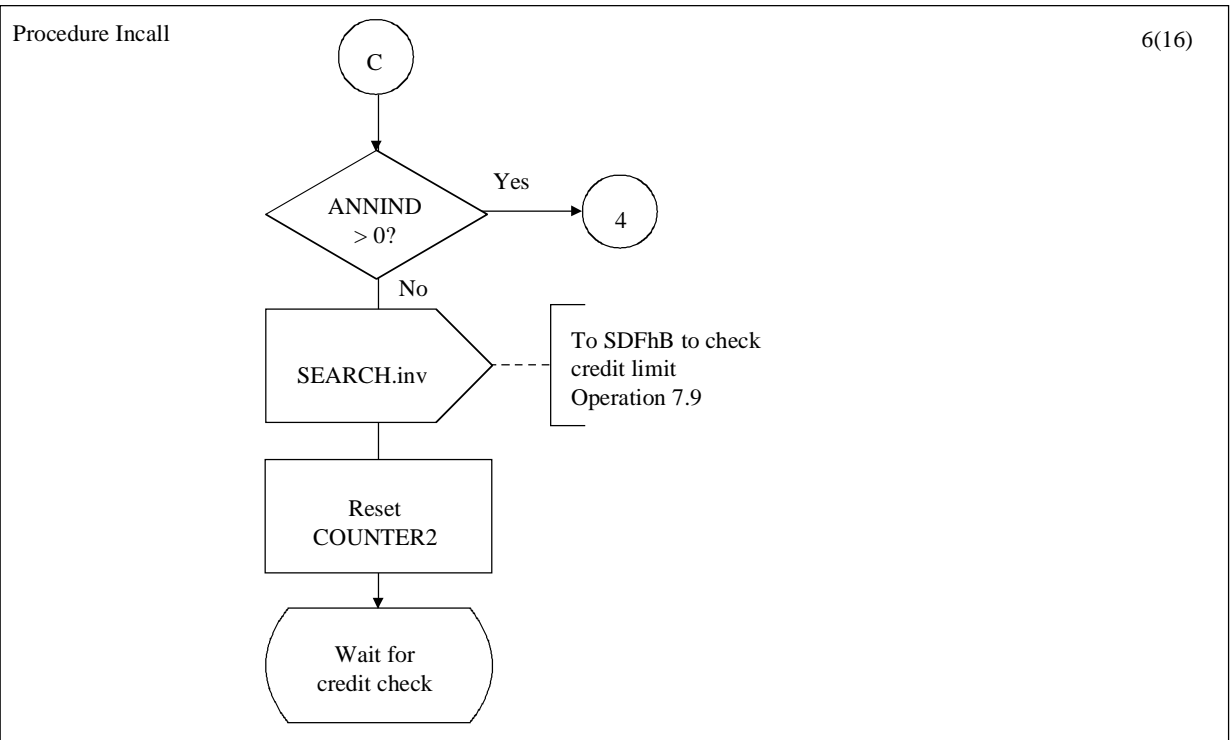 Procedure Incall
6(16)
C
ANNIND
> 0?
Yes
4
No
SEARCH.inv
To SDFhB to check
credit limit
Operation 7.9
Reset
COUNTER2
Wait for
credit check